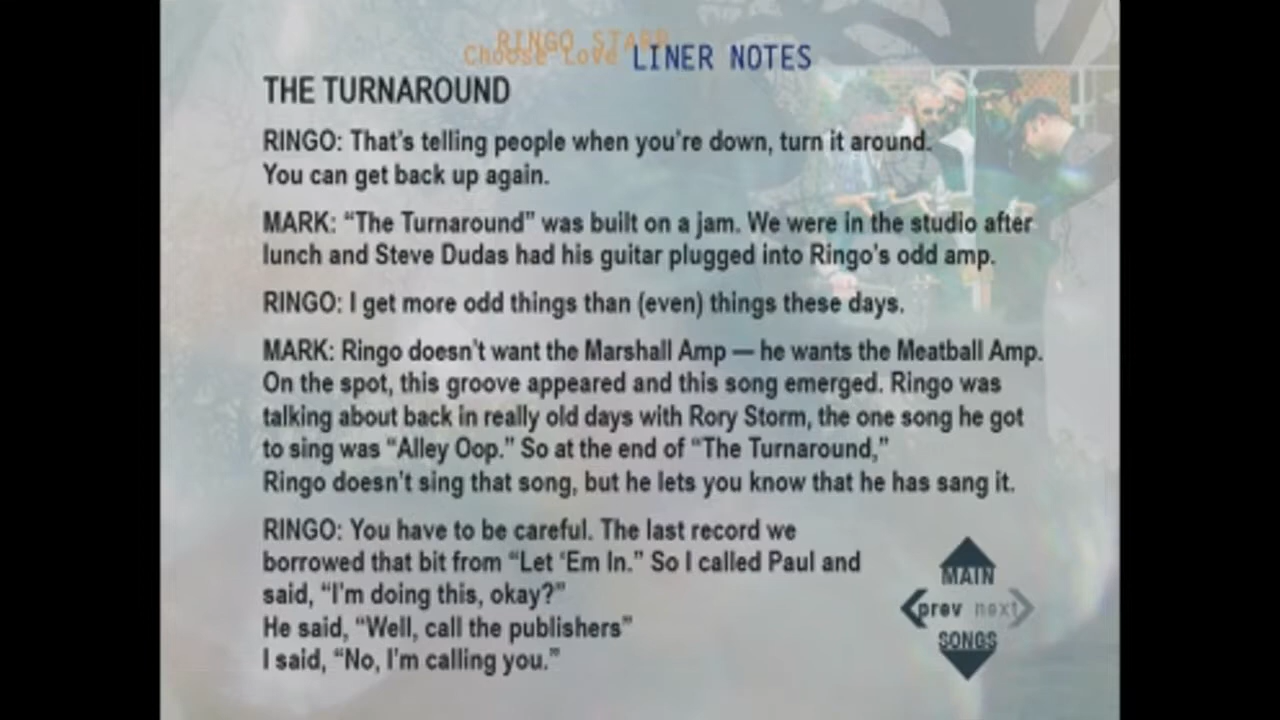 RINGO STARR
Choose Love LINER NOTES
THE TURNAROUND
RINGO: That's telling people when you're down, turn it around.
You can get back up again.
MARK: “The Turnaround” was built on a jam. We were in the studio after
lunch and Steve Dudas had his guitar plugged into Ringo's odd amp.
RINGO: I get more odd things than (even) things these days.
MARK: Ringo doesn't want the Marshall Amp — he wants the Meatball Amp.
On the spot, this groove appeared and this song emerged. Ringo was
talking about back in really old days with Rory Storm, the one song he got
to sing was “Alley Oop.” So at the end of “The Turnaround,”
Ringo doesn't sing that song, but he lets you know that he has sang it.
RINGO: You have to be careful. The last record we
borrowed that bit from “Let ‘Em In.” So I called Paul and
said, “I'm doing this, okay?”
He said, “Well, call the publishers”
I said, “No, I'm calling you.”
MAIN
prev next
SONGS